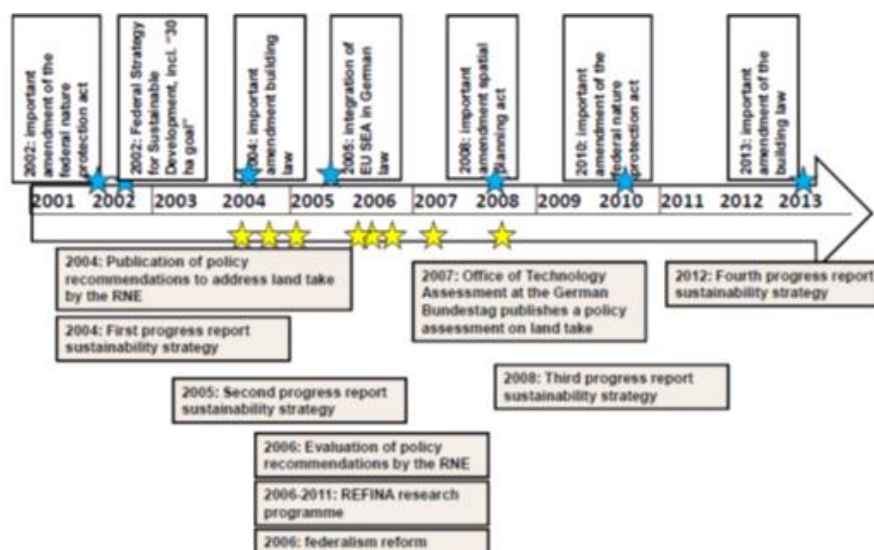 2002: important
amendment of the
federal nature
protection act
2002: Federal Strategy
for Sustainable
Development, incl. "30
ha goal"
2004: important
amendment building
law
2005: integration of
EU SEA in German
law
2008: important
amendment spatial
planning act
2010: important
amendment of the
federal nature
protection act
2013: important
amendment of the
building law
2001 2002 2003 2004 2005 2006 2007 2008 2009 2010 2011 2012 2013
2004: Publication of policy
recommendations to address land take
by the RNE
2004: First progress report
sustainability strategy
2005: Second progress report
sustainability strategy
2006: Evaluation of policy
recommendations by the RNE
2006-2011: REFINA research
programme
2006: federalism reform
2007: Office of Technology
Assessment at the German
Bundestag publishes a policy
assessment on land take
2008: Third progress report
sustainability strategy
2012: Fourth progress report
sustainability strategy